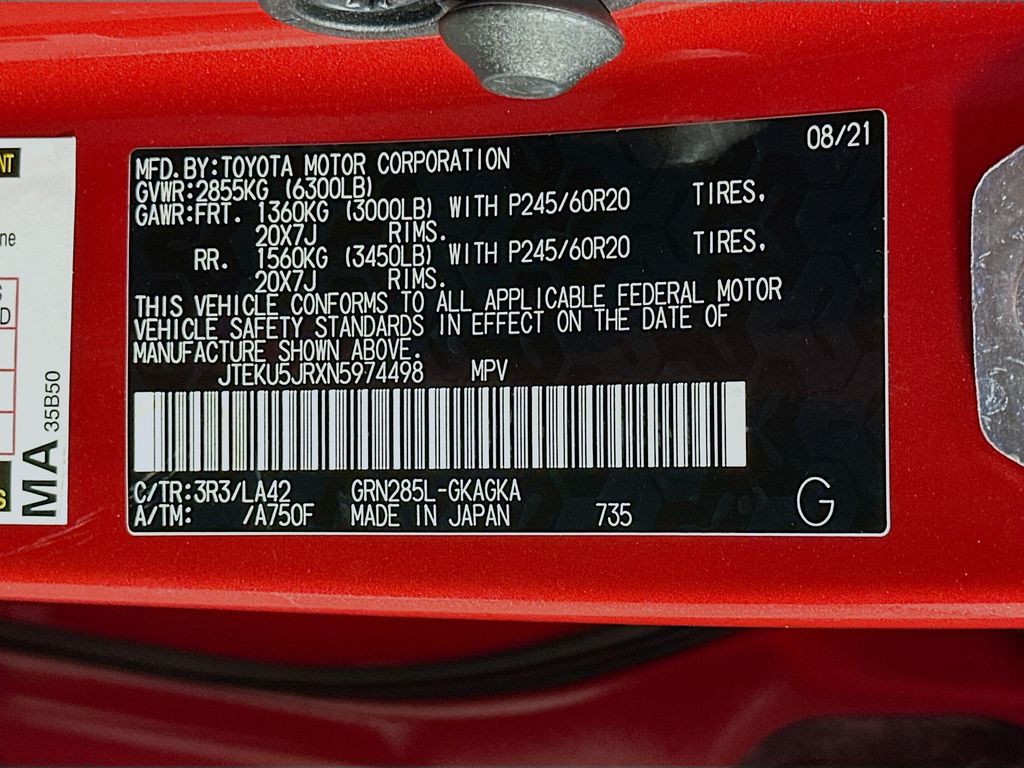 08/21
MFD.BY:TOYOTA MOTOR CORPORATION
GVWR:2855KG (6300LB)
GAWR:FRT. 1360KG (3000LB) WITH P245/60R20 TIRES.
20X7J RIMS.
RR. 1560KG (3450LB) WITH P245/60R20 TIRES.
20X7J RIMS.
THIS VEHICLE CONFORMS TO ALL APPLICABLE FEDERAL MOTOR
VEHICLE SAFETY STANDARDS IN EFFECT ON THE DATE OF
MANUFACTURE SHOWN ABOVE.
JTEKU5JRXN5974498 MPV
C/TR:3R3/LA42 GRN285L-GKAGKA
A/TM: /A750F MADE IN JAPAN 735 G
MA 35B50